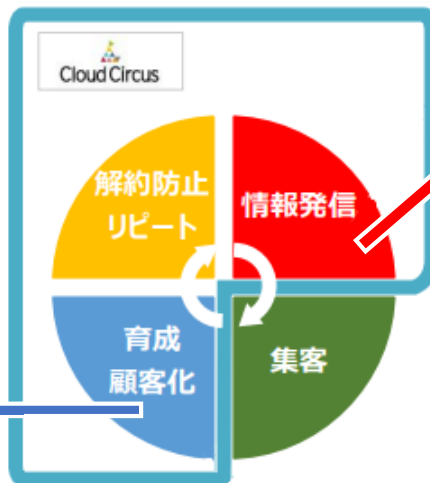 Cloud Circus
解約防止
リピート
情報発信
育成
顧客化
集客